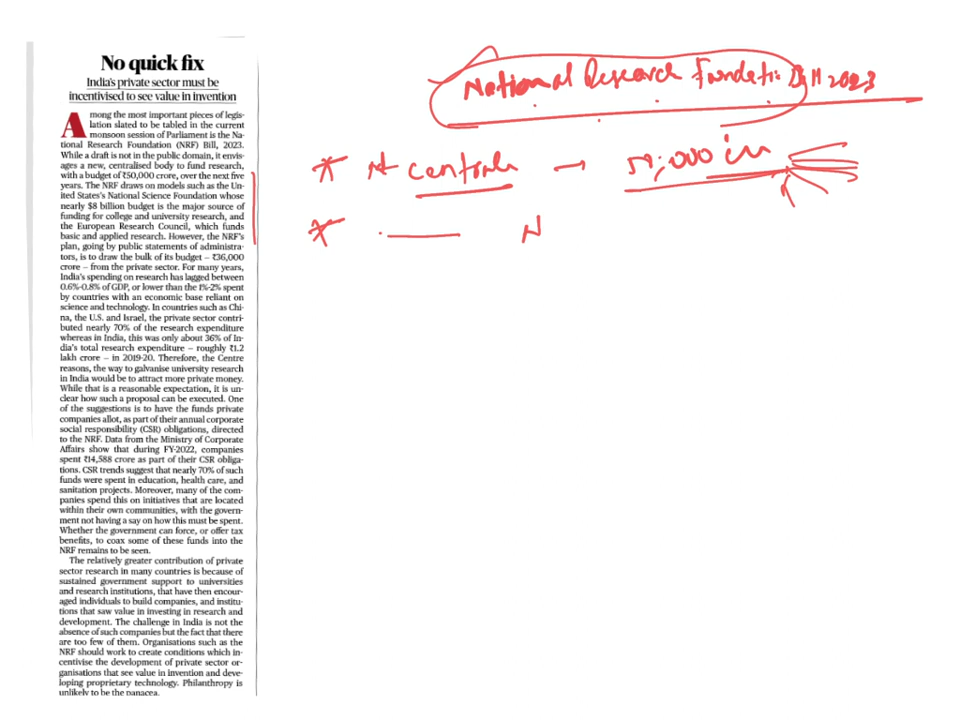 No quick fix
India's private sector must be
incentivised to see value in invention
Among the most important pieces of legis-
lation slated to be tabled in the current
monsoon session of Parliament is the Na-
tional Research Foundation (NRF) Bill, 2023.
While a draft is not in the public domain, it envis-
ages a new, centralised body to fund research,
with a budget of ₹50,000 crore, over the next five
years. The NRF draws on models such as the Un-
ited States's National Science Foundation whose
nearly $8 billion budget is the major source of
funding for college and university research, and
the European Research Council, which funds
basic and applied research. However, the NRF's
plan, going by public statements of administra-
tors, is to draw the bulk of its budget – ₹36,000
crore – from the private sector. For many years,
India's spending on research has lagged between
0.6%-0.8% of GDP, or lower than the 1%-2% spent
by countries with an economic base reliant on
science and technology. In countries such as Chi-
na, the U.S. and Israel, the private sector contri-
buted nearly 70% of the research expenditure
whereas in India, this was only about 36% of In-
dia's total research expenditure – roughly ₹1.2
lakh crore – in 2019-20. Therefore, the Centre
reasons, the way to galvanise university research
in India would be to attract more private money.
While that is a reasonable expectation, it is un-
clear how such a proposal can be executed. One
of the suggestions is to have the funds private
companies allot, as part of their annual corporate
social responsibility (CSR) obligations, directed
to the NRF. Data from the Ministry of Corporate
Affairs show that during FY-2022, companies
spent ₹14,588 crore as part of their CSR obliga-
tions. CSR trends suggest that nearly 70% of such
funds were spent in education, health care, and
sanitation projects. Moreover, many of the com-
panies spend this on initiatives that are located
within their own communities, with the govern-
ment not having a say on how this must be spent.
Whether the government can force, or offer tax
benefits, to coax some of these funds into the
NRF remains to be seen.
The relatively greater contribution of private
sector research in many countries is because of
sustained government support to universities
and research institutions, that have then encour-
aged individuals to build companies, and institu-
tions that saw value in investing in research and
development. The challenge in India is not the
absence of such companies but the fact that there
are too few of them. Organisations such as the
NRF should work to create conditions which in-
centivise the development of private sector or-
ganisations that see value in invention and deve-
loping proprietary technology. Philanthropy is
unlikely to be the panacea.
National Research Foundati. 2023
→ ,000
N